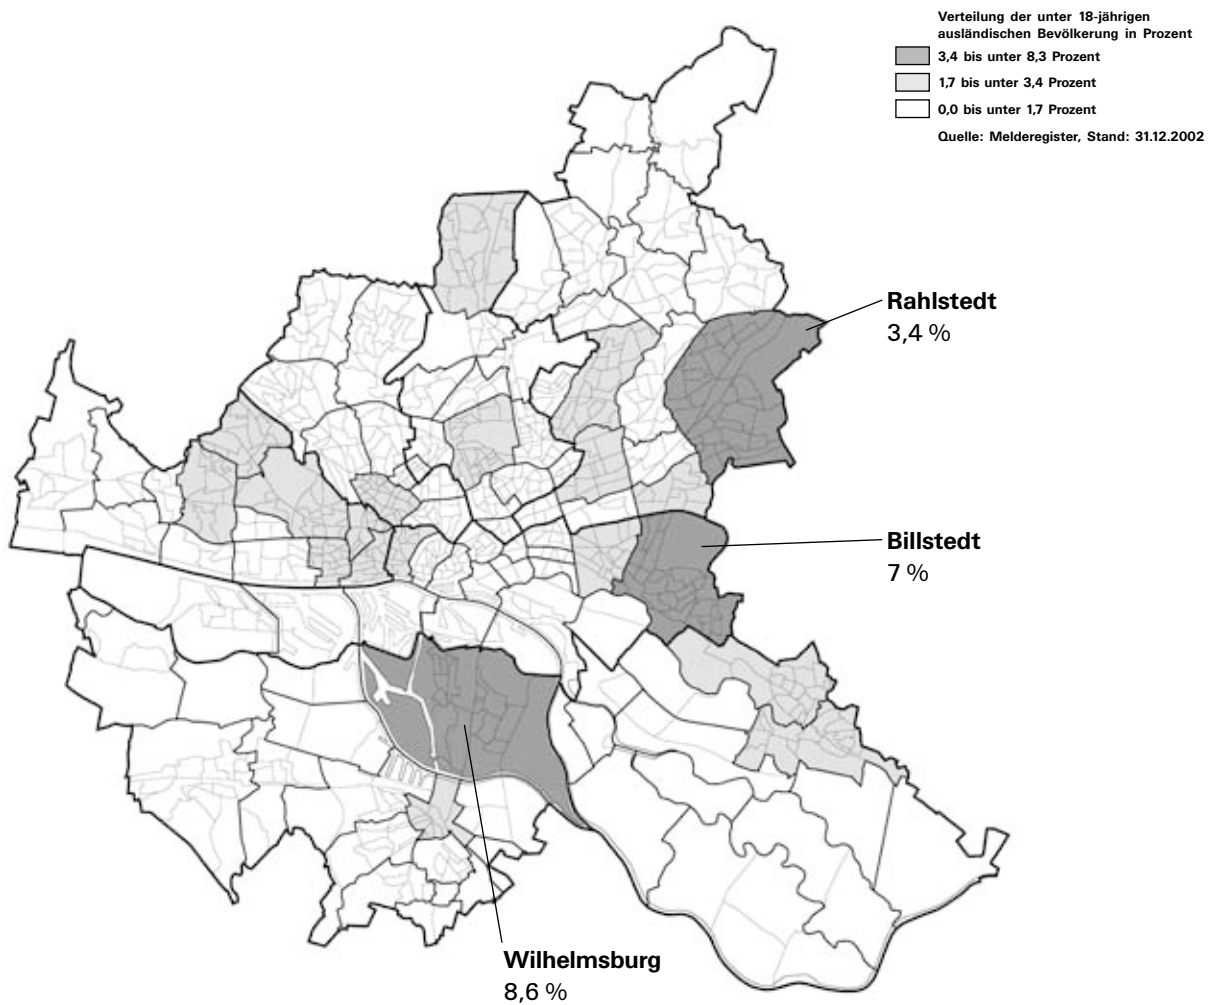 Verteilung der unter 18-jährigen
ausländischen Bevölkerung in Prozent
3,4 bis unter 8,3 Prozent
1,7 bis unter 3,4 Prozent
0,0 bis unter 1,7 Prozent
Quelle: Melderegister, Stand: 31.12.2002
Rahlstedt
3,4 %
Billstedt
7 %
Wilhelmsburg
8,6 %